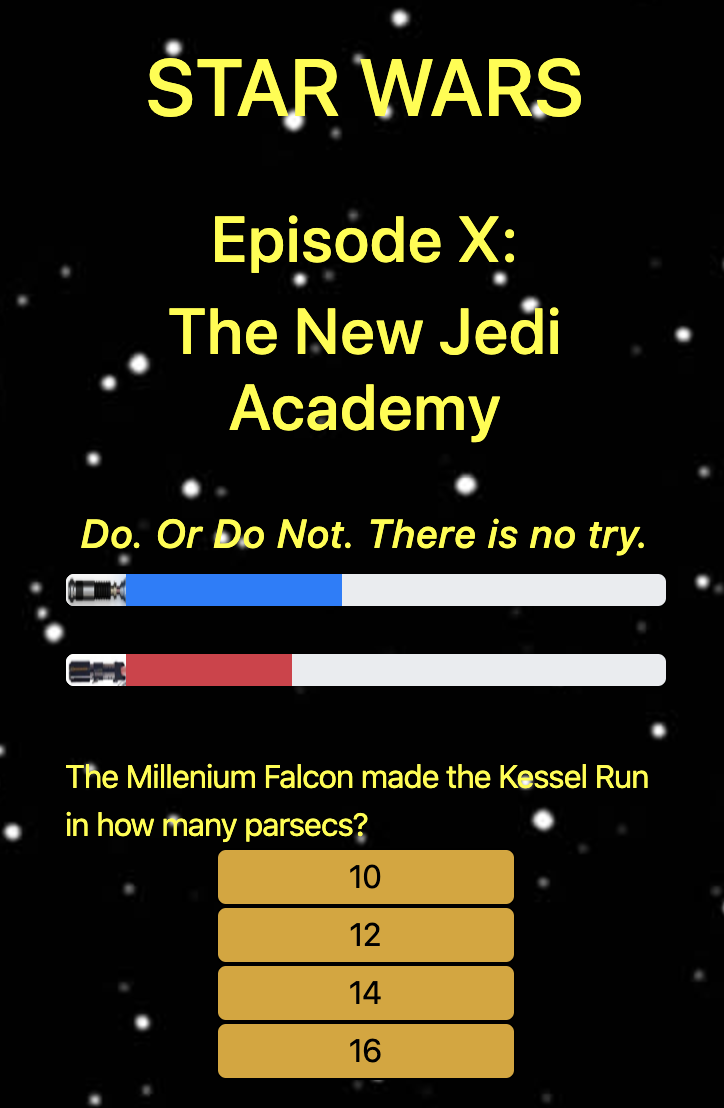 STAR WARS
Episode X:
The New Jedi
Academy
Do. Or Do Not. There is no try.
The Millenium Falcon made the Kessel Run
in how many parsecs?
10
12
14
16